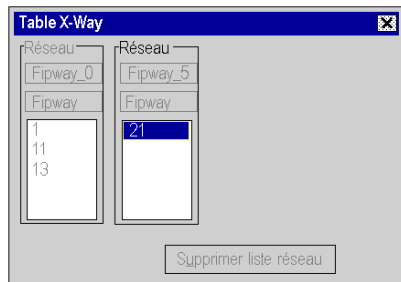 Table X-Way
Réseau Réseau
Fipway_0 Fipway_5
Fipway Fipway
1 21
11
13
Supprimer liste réseau